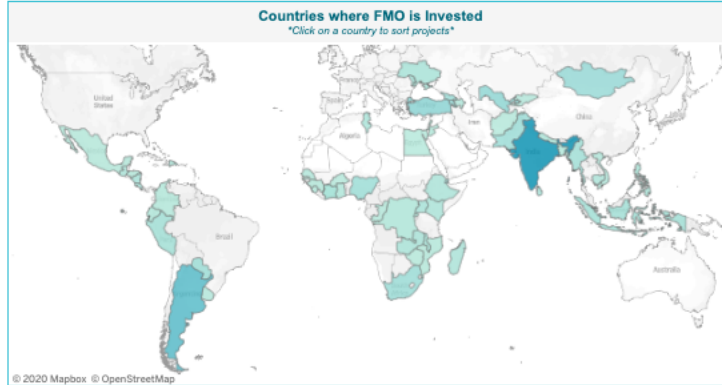 Countries where FMO is Invested
*Click on a country to sort projects*
United
States
Spain
Algeria
Iran
China
India
Brazil
Australia
© 2020 Mapbox © OpenStreetMap